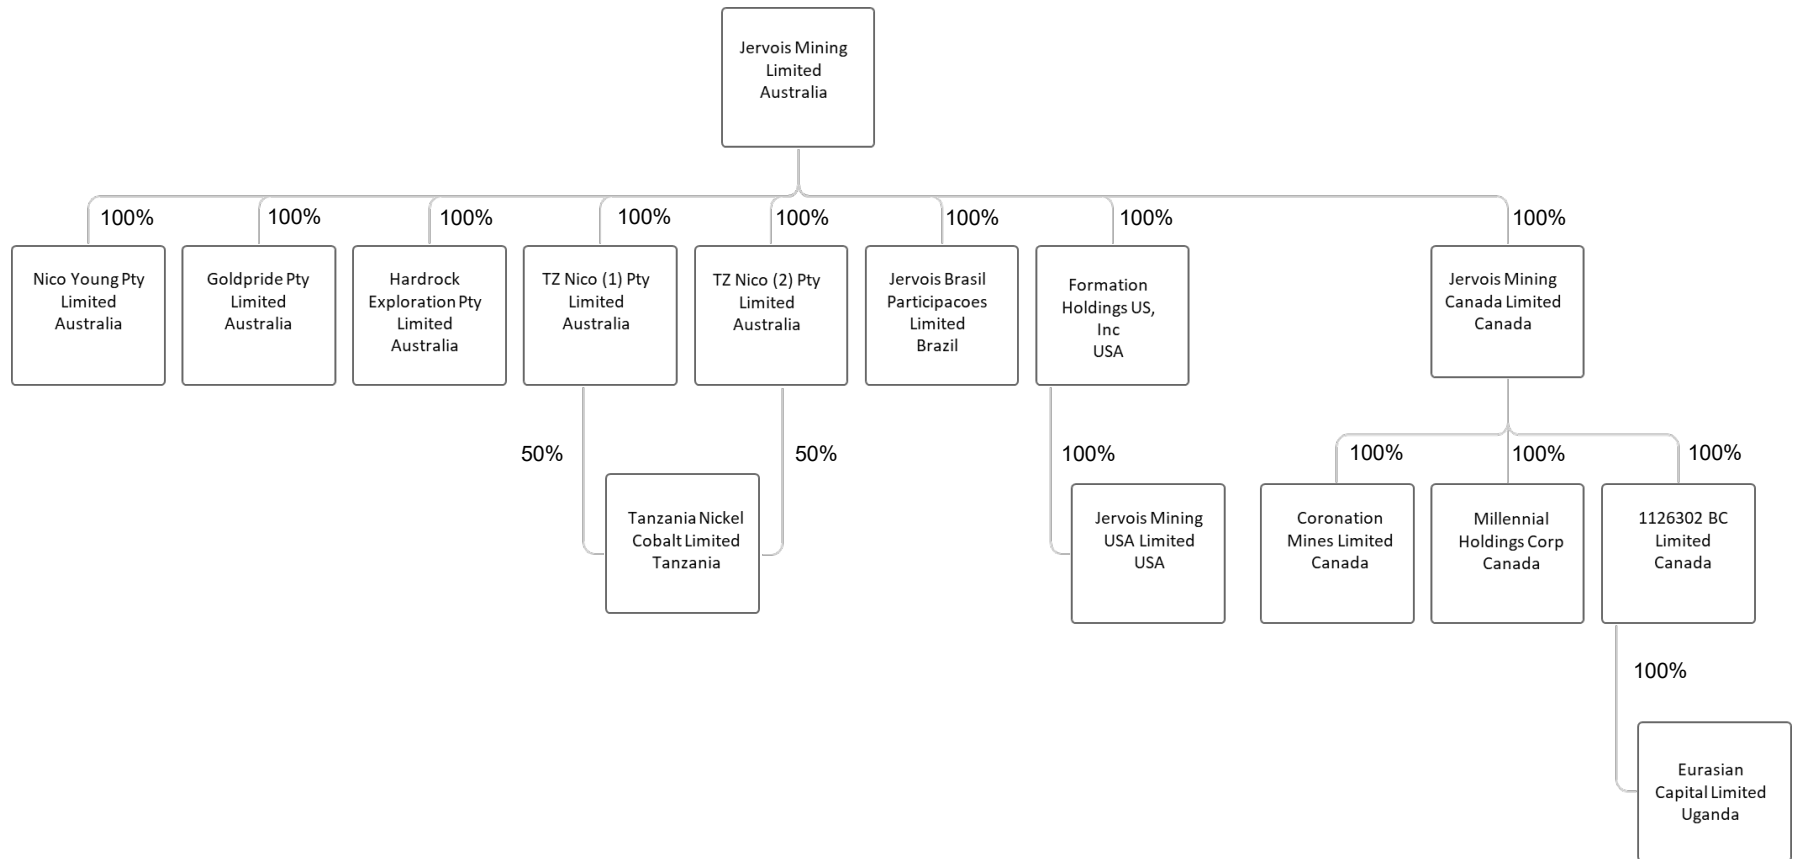 Jervois Mining
Limited
Australia
100%
100%
100%
100%
100%
100%
100%
100%
Nico Young Pty
Limited
Australia
Goldpride Pty
Limited
Australia
Hardrock
Exploration Pty
Limited
Australia
TZ Nico (1) Pty
Limited
Australia
TZ Nico (2) Pty
Limited
Australia
Jervois Brasil
Participacoes
Limited
Brazil
Formation
Holdings US,
Inc
USA
Jervois Mining
Canada Limited
Canada
50%
50%
100%
100%
100%
100%
Tanzania Nickel
Cobalt Limited
Tanzania
Jervois Mining
USA Limited
USA
Coronation
Mines Limited
Canada
Millennial
Holdings Corp
Canada
1126302 BC
Limited
Canada
100%
Eurasian
Capital Limited
Uganda